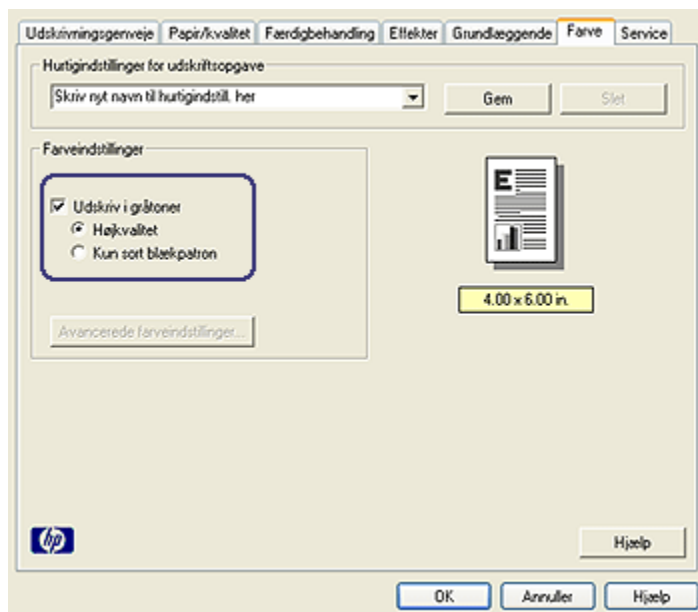 Udskrivningsgenveje Papir/kvalitet Færdigbehandling Effekter Grundlæggende Farve Service
Hurtigindstillinger for udskriftsopgave
Skriv nyt navn til hurtigindstill. her Gem Slet
Farveindstillinger
Udskriv i gråtoner
Højkvalitet
Kun sort blækpatron
E
4.00 x 6.00 in.
Avancerede farveindstillinger...
hp
Hjælp
OK Annuller Hjælp